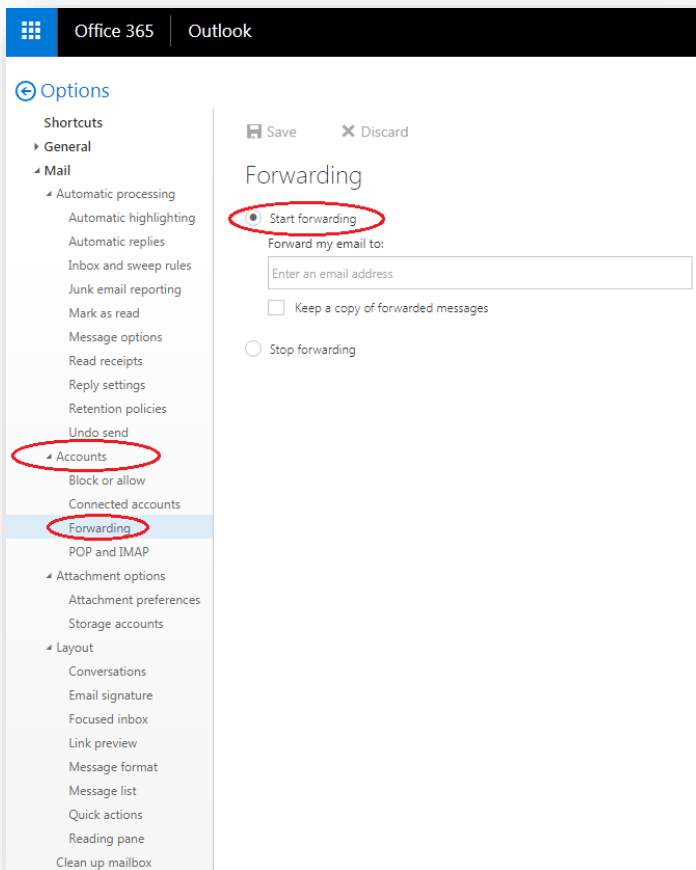 Office 365 Outlook
Options
Shortcuts
General
Mail
Automatic processing
Automatic highlighting
Automatic replies
Inbox and sweep rules
Junk email reporting
Mark as read
Message options
Read receipts
Reply settings
Retention policies
Undo send
Accounts
Block or allow
Connected accounts
Forwarding
POP and IMAP
Attachment options
Attachment preferences
Storage accounts
Layout
Conversations
Email signature
Focused inbox
Link preview
Message format
Message list
Quick actions
Reading pane
Clean up mailbox
Save Discard
Forwarding
Start forwarding
Forward my email to:
Enter an email address
Keep a copy of forwarded messages
Stop forwarding